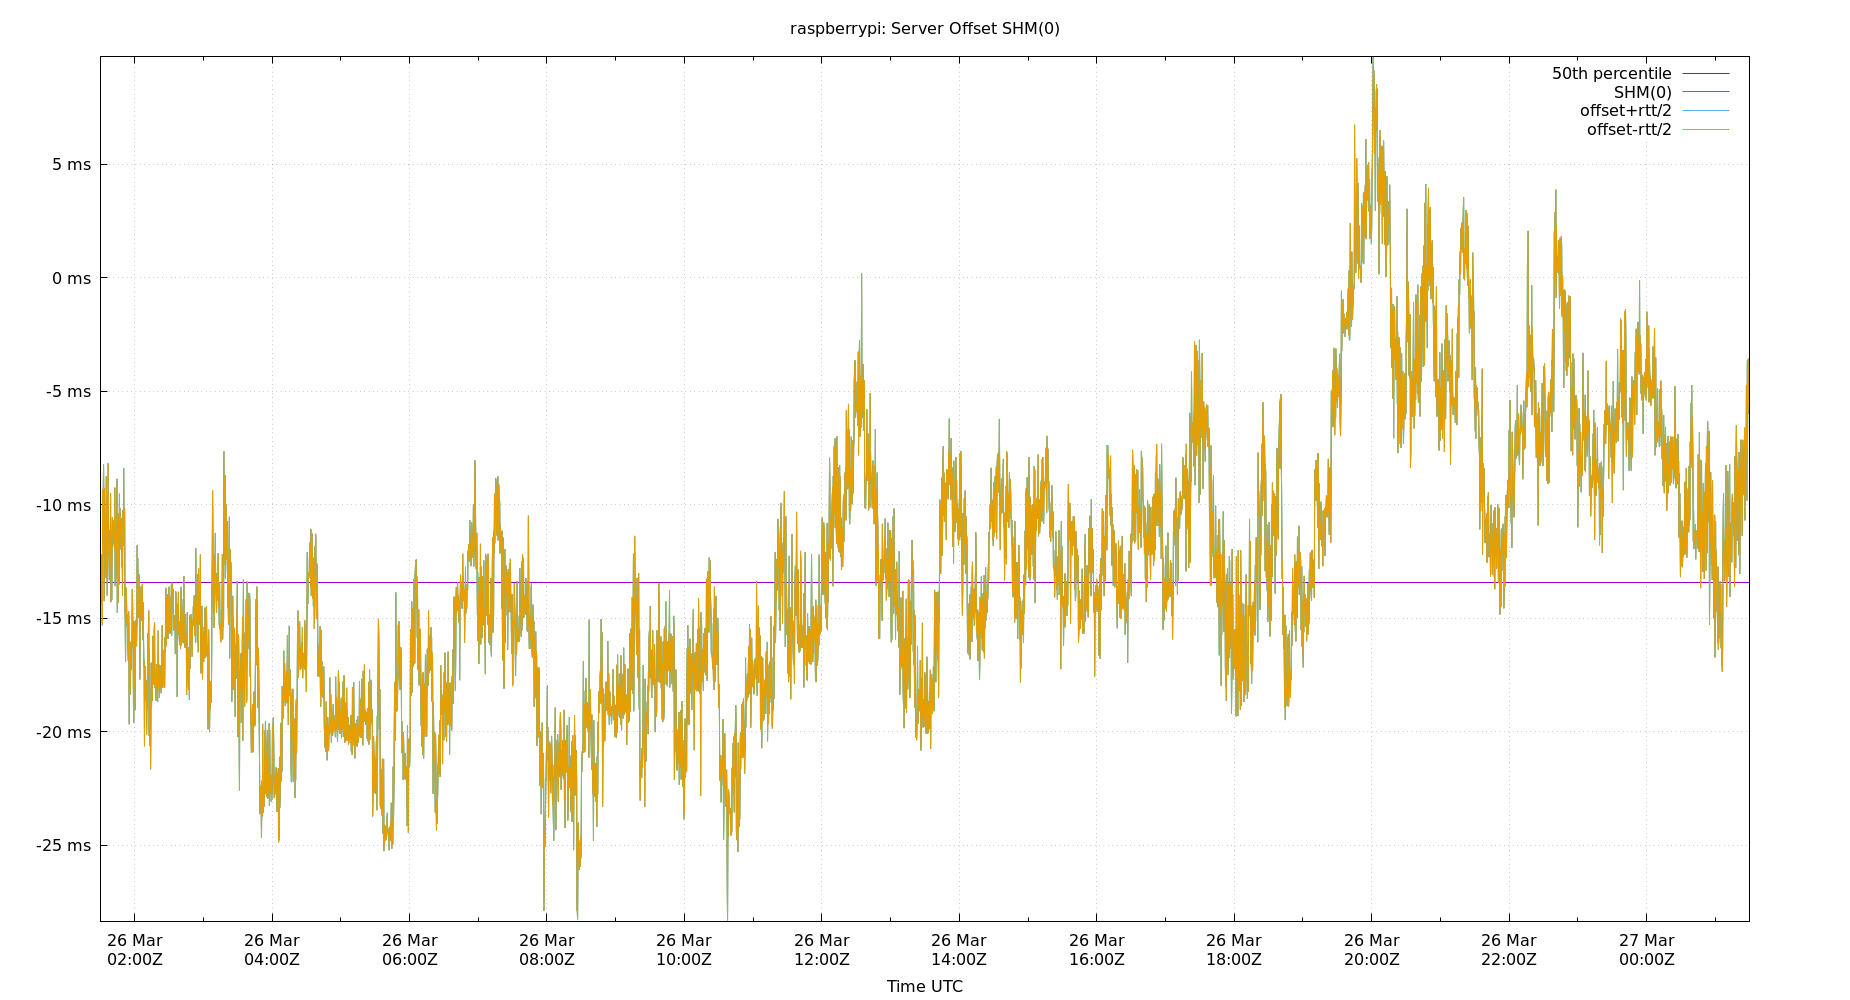 raspberrypi: Server Offset SHM(0)
50th percentile
SHM(0)
offset+rtt/2
offset-rtt/2
5 ms
0 ms
-5 ms
-10 ms
-15 ms
-20 ms
-25 ms
26 Mar 26 Mar 26 Mar 26 Mar 26 Mar 26 Mar 26 Mar 26 Mar 26 Mar 26 Mar 26 Mar 27 Mar
02:00Z 04:00Z 06:00Z 08:00Z 10:00Z 12:00Z 14:00Z 16:00Z 18:00Z 20:00Z 22:00Z 00:00Z
Time UTC